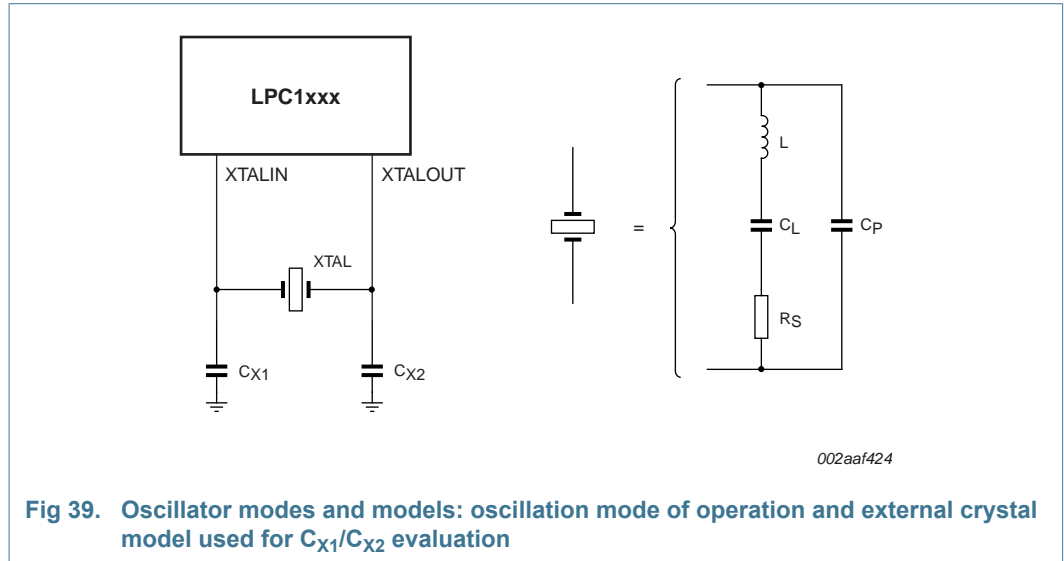 LPC1xxx
XTALIN
XTALOUT
XTAL
CX1
CX2
=
L
CL
CP
RS
002aaf424
Fig 39. Oscillator modes and models: oscillation mode of operation and external crystal
model used for CX1/CX2 evaluation